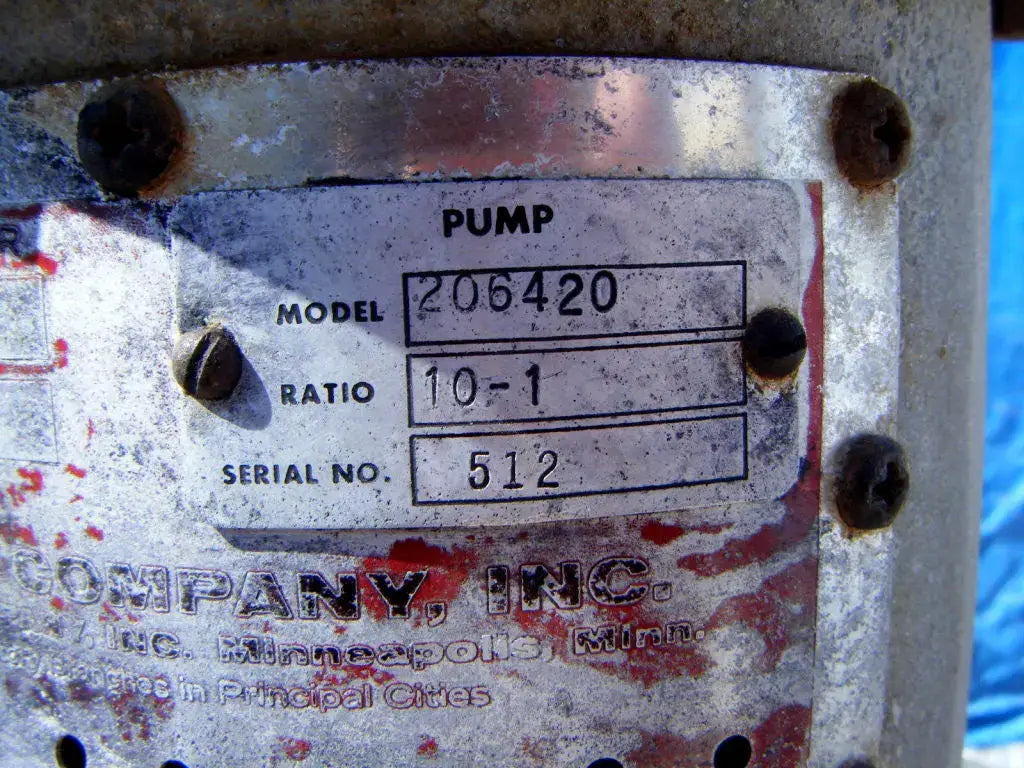 PUMP
MODEL 206420
RATIO 10-1
SERIAL NO. 512
COMPANY, INC.
INC. Minneapolis, Minn.
in Principal Cities